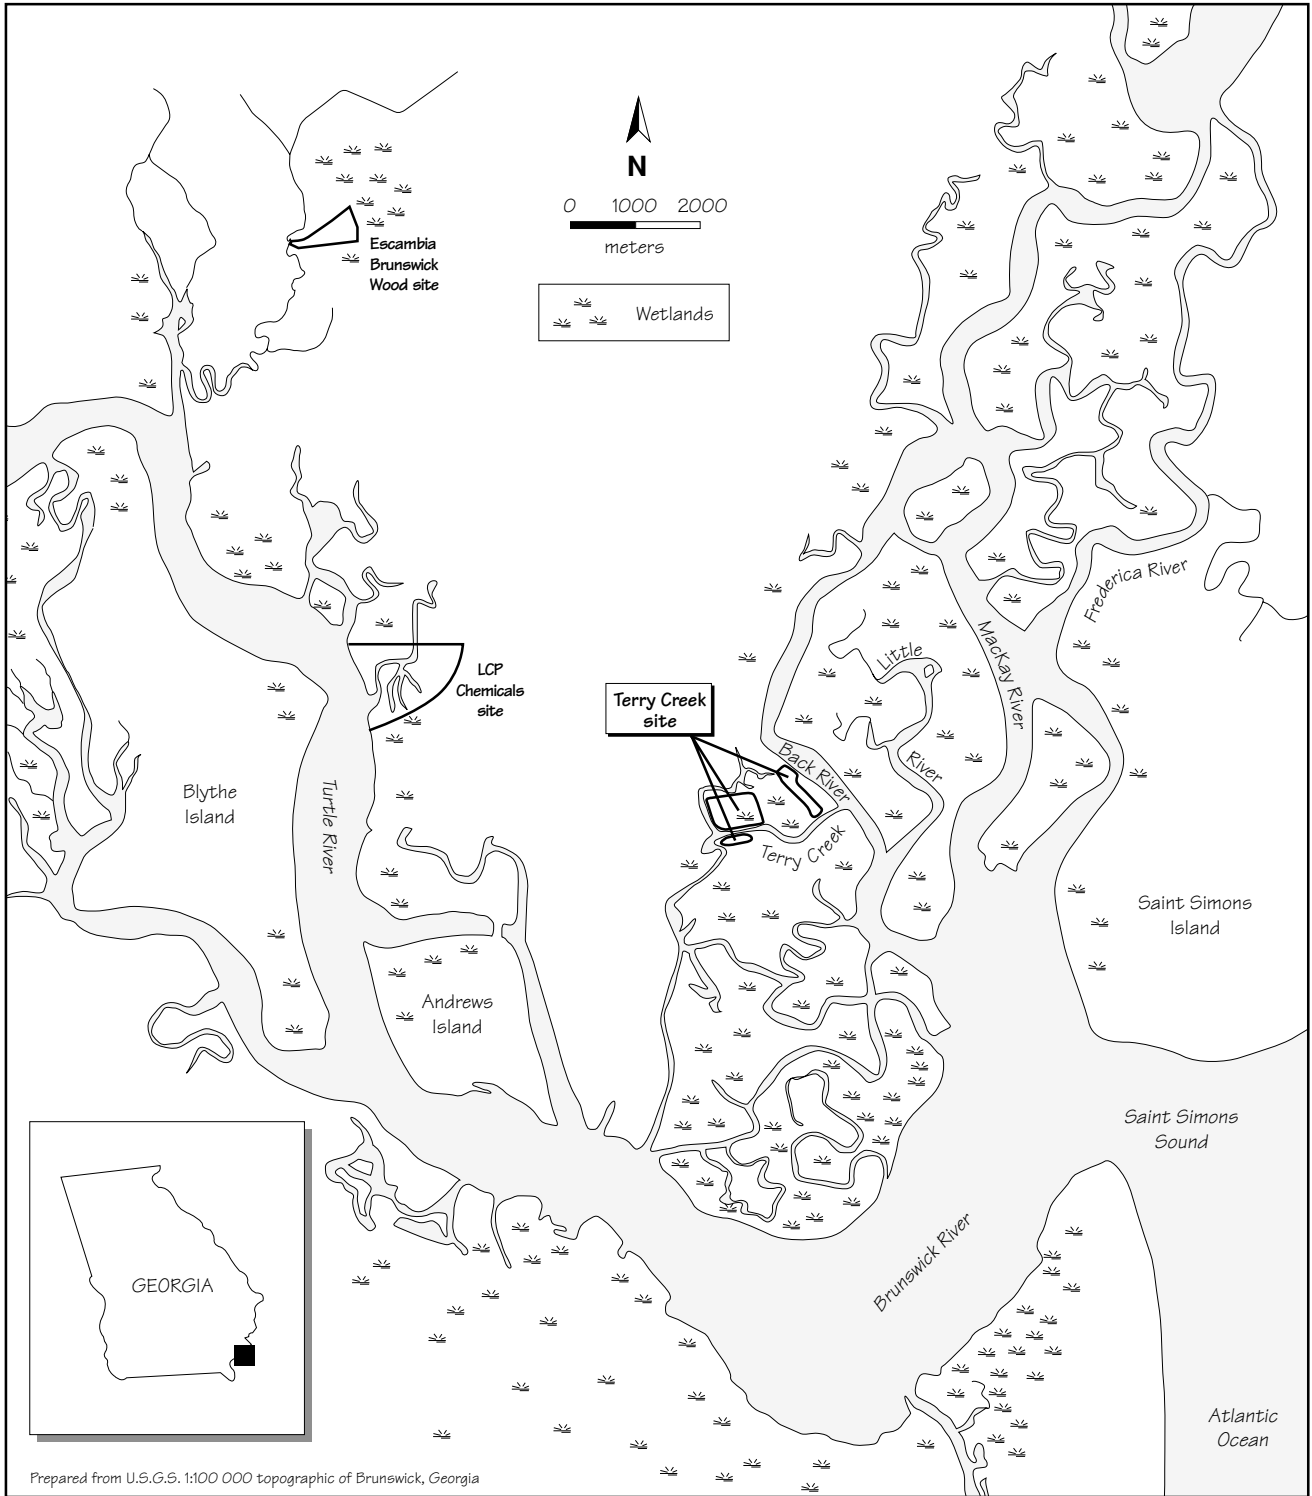 N
0 1000 2000
meters
Escambia
Brunswick
Wood site
Wetlands
Frederica River
Little
River
MacKay River
LCP
Chemicals
site
Terry Creek
site
Back River
Terry Creek
Blythe
Island
Turtle River
Saint Simons
Island
Andrews
Island
Saint Simons
Sound
Brunswick River
GEORGIA
Atlantic
Ocean
Prepared from U.S.G.S. 1:100 000 topographic of Brunswick, Georgia